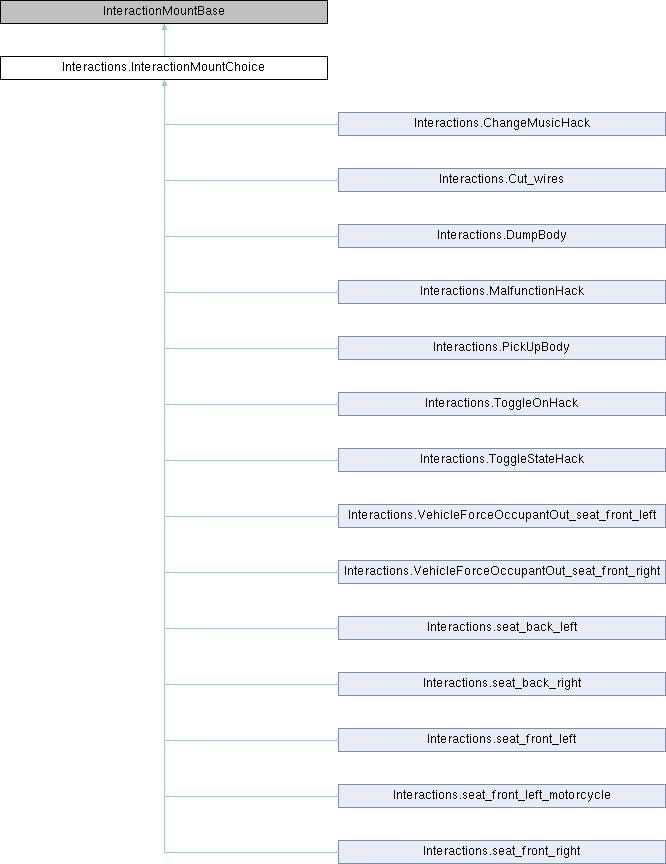 InteractionMountBase
Interactions.InteractionMountChoice
Interactions.ChangeMusicHack
Interactions.Cut_wires
Interactions.DumpBody
Interactions.MalfunctionHack
Interactions.PickUpBody
Interactions.ToggleOnHack
Interactions.ToggleStateHack
Interactions.VehicleForceOccupantOut_seat_front_left
Interactions.VehicleForceOccupantOut_seat_front_right
Interactions.seat_back_left
Interactions.seat_back_right
Interactions.seat_front_left
Interactions.seat_front_left_motorcycle
Interactions.seat_front_right